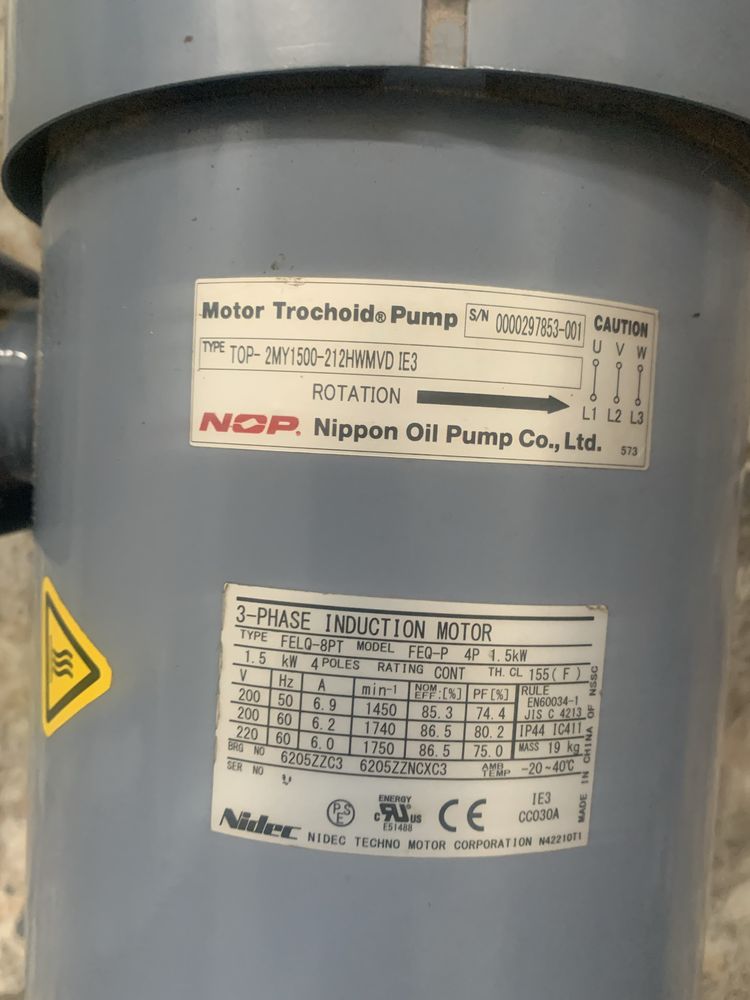 Motor Trochoid® Pump S/N 0000297853-001 CAUTION
TYPE TOP- 2MY1500-212HWMVD IE3 U V W
ROTATION L1 L2 L3
NOP. Nippon Oil Pump Co., Ltd. 573
3-PHASE INDUCTION MOTOR
TYPE FELQ-8PT MODEL FEQ-P 4P 1.5kW
1.5 kW 4 POLES RATING CONT TH. CL 155 ( F )
V Hz A min-1 NOM. EFF. [%] PF [%] RULE
200 50 6.9 1450 85.3 74.4 EN60034-1 JIS C 4213
200 60 6.2 1740 86.5 80.2 IP44 IC411
220 60 6.0 1750 86.5 75.0 MASS 19 kg
BRG NO 6205ZZC3 6205ZZNCXC3 AMB TEMP -20~40℃
SER NO
MADE IN CHINA OF NSSC
Nidec PSE ENERGY c RU US E51488 CE IE3 CC030A
NIDEC TECHNO MOTOR CORPORATION N42210T1